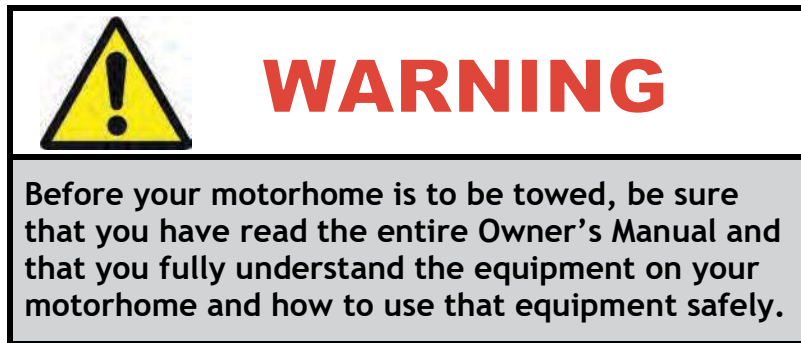 WARNING
Before your motorhome is to be towed, be sure
that you have read the entire Owner’s Manual and
that you fully understand the equipment on your
motorhome and how to use that equipment safely.